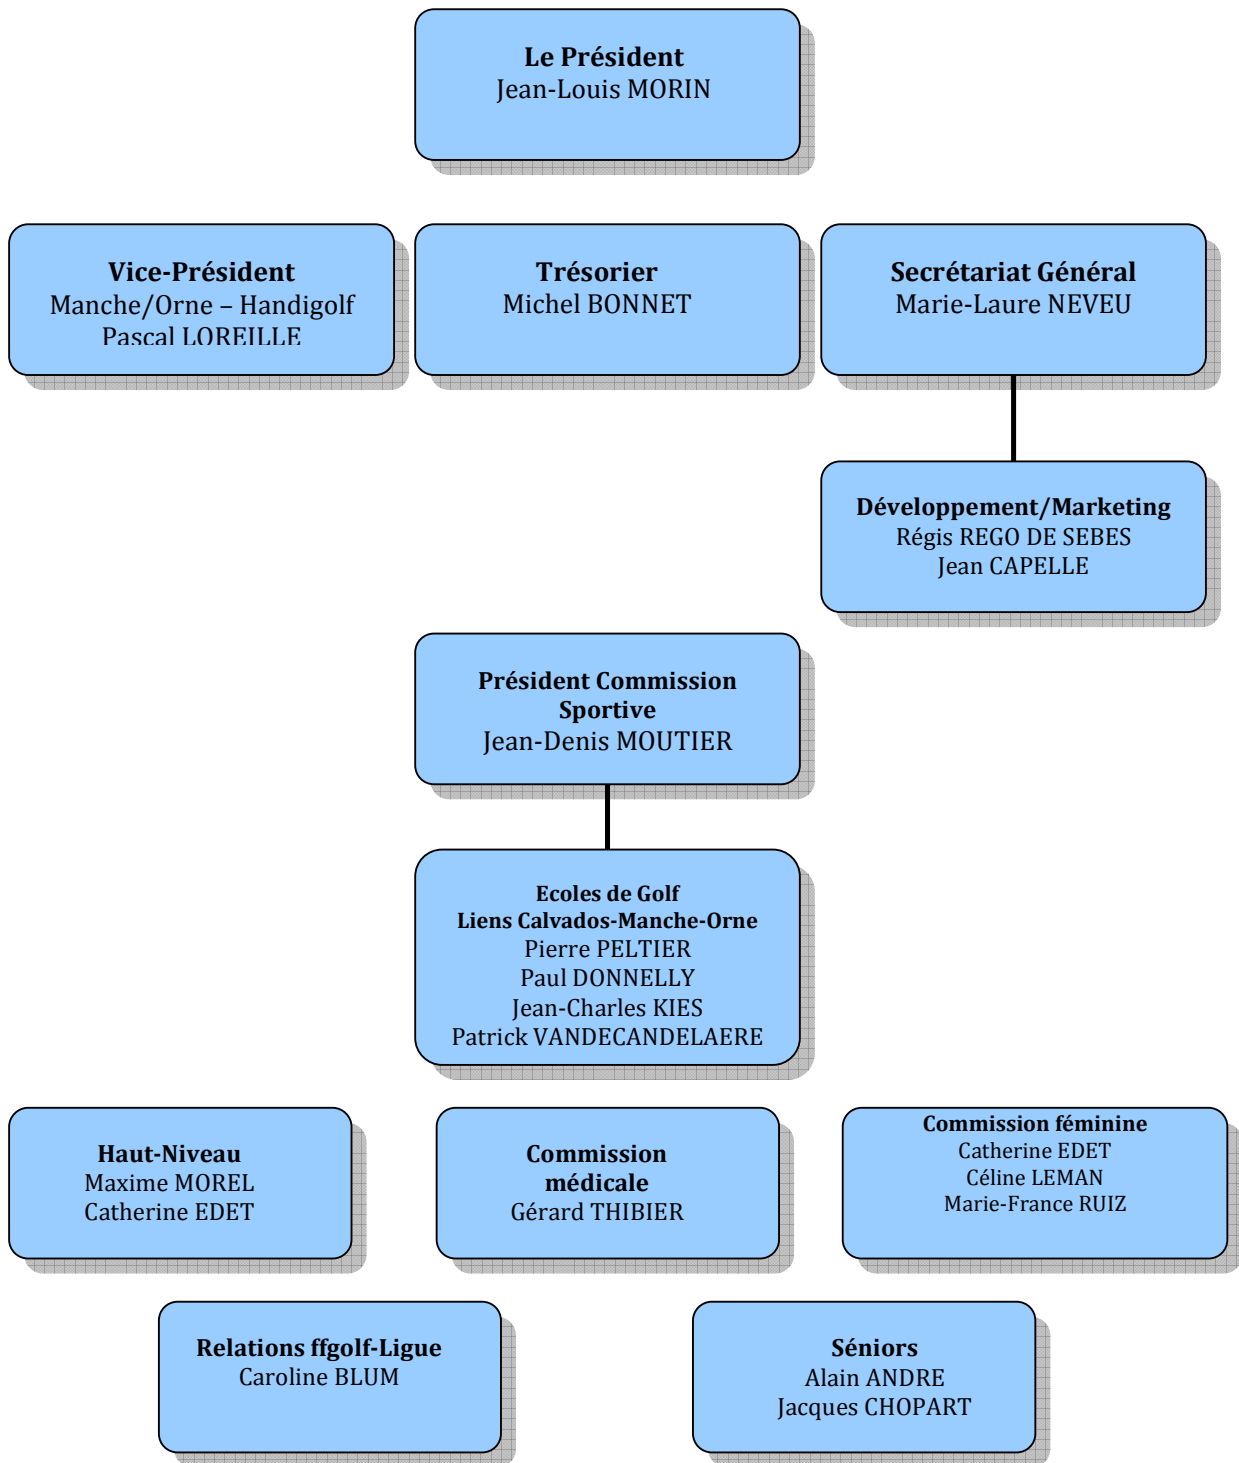 Le Président
Jean-Louis MORIN
Vice-Président
Manche/Orne – Handigolf
Pascal LOREILLE
Trésorier
Michel BONNET
Secrétariat Général
Marie-Laure NEVEU
Développement/Marketing
Régis REGO DE SEBES
Jean CAPELLE
Président Commission
Sportive
Jean-Denis MOUTIER
Ecoles de Golf
Liens Calvados-Manche-Orne
Pierre PELTIER
Paul DONNELLY
Jean-Charles KIES
Patrick VANDECANDELAERE
Haut-Niveau
Maxime MOREL
Catherine EDET
Commission
médicale
Gérard THIBIER
Commission féminine
Catherine EDET
Céline LEMAN
Marie-France RUIZ
Relations ffgolf-Ligue
Caroline BLUM
Séniors
Alain ANDRE
Jacques CHOPART